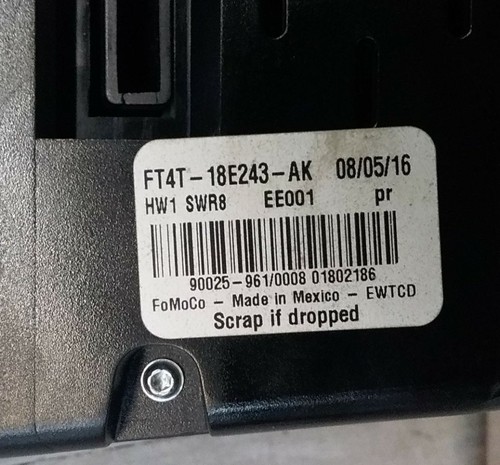 FT4T-18E243-AK 08/05/16
HW1 SWR8 EE001 pr
90025-961/0008 01802186
FoMoCo - Made in Mexico - EWTCD
Scrap if dropped